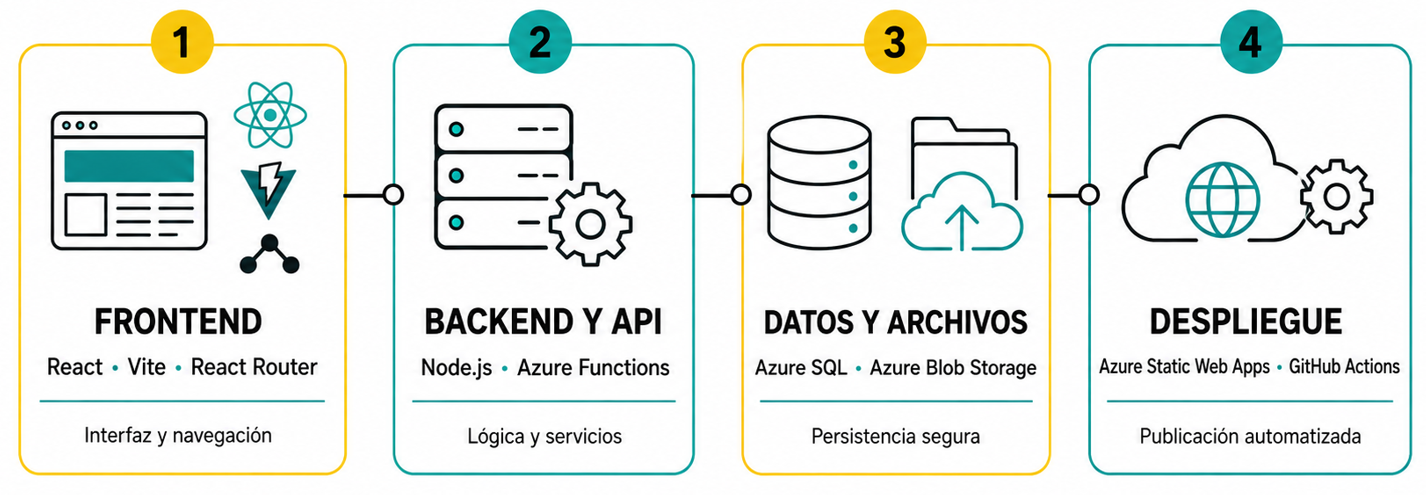 1
FRONTEND
React • Vite • React Router
Interfaz y navegación
2
BACKEND Y API
Node.js • Azure Functions
Lógica y servicios
3
DATOS Y ARCHIVOS
Azure SQL • Azure Blob Storage
Persistencia segura
4
DESPLIEGUE
Azure Static Web Apps • GitHub Actions
Publicación automatizada